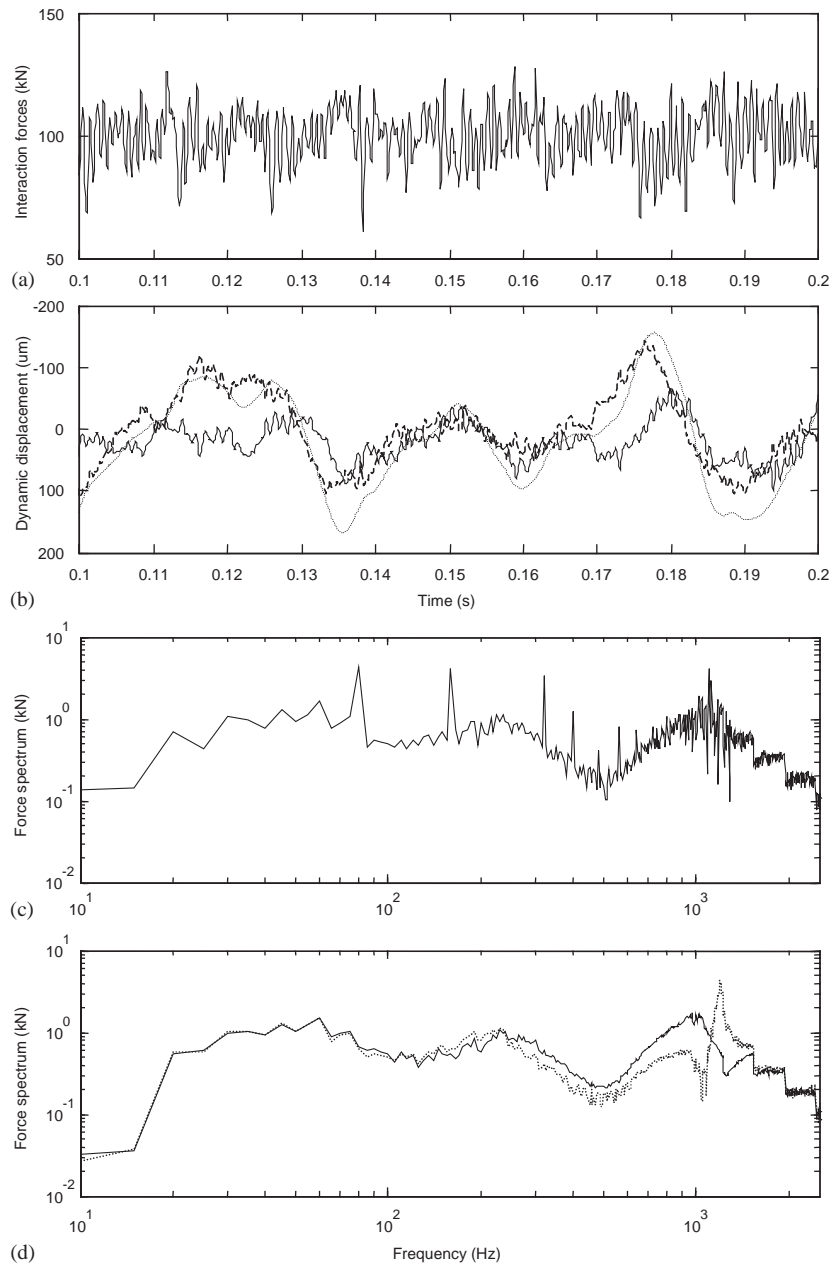 150
100
50
Interaction forces (kN)
0.1 0.11 0.12 0.13 0.14 0.15 0.16 0.17 0.18 0.19 0.2
(a)
-200
-100
0
100
200
Dynamic displacement (um)
0.1 0.11 0.12 0.13 0.14 0.15 0.16 0.17 0.18 0.19 0.2
(b)
Time (s)
10^1
10^0
10^-1
10^-2
Force spectrum (kN)
10^1 10^2 10^3
(c)
10^1
10^0
10^-1
10^-2
Force spectrum (kN)
10^1 10^2 10^3
(d)
Frequency (Hz)